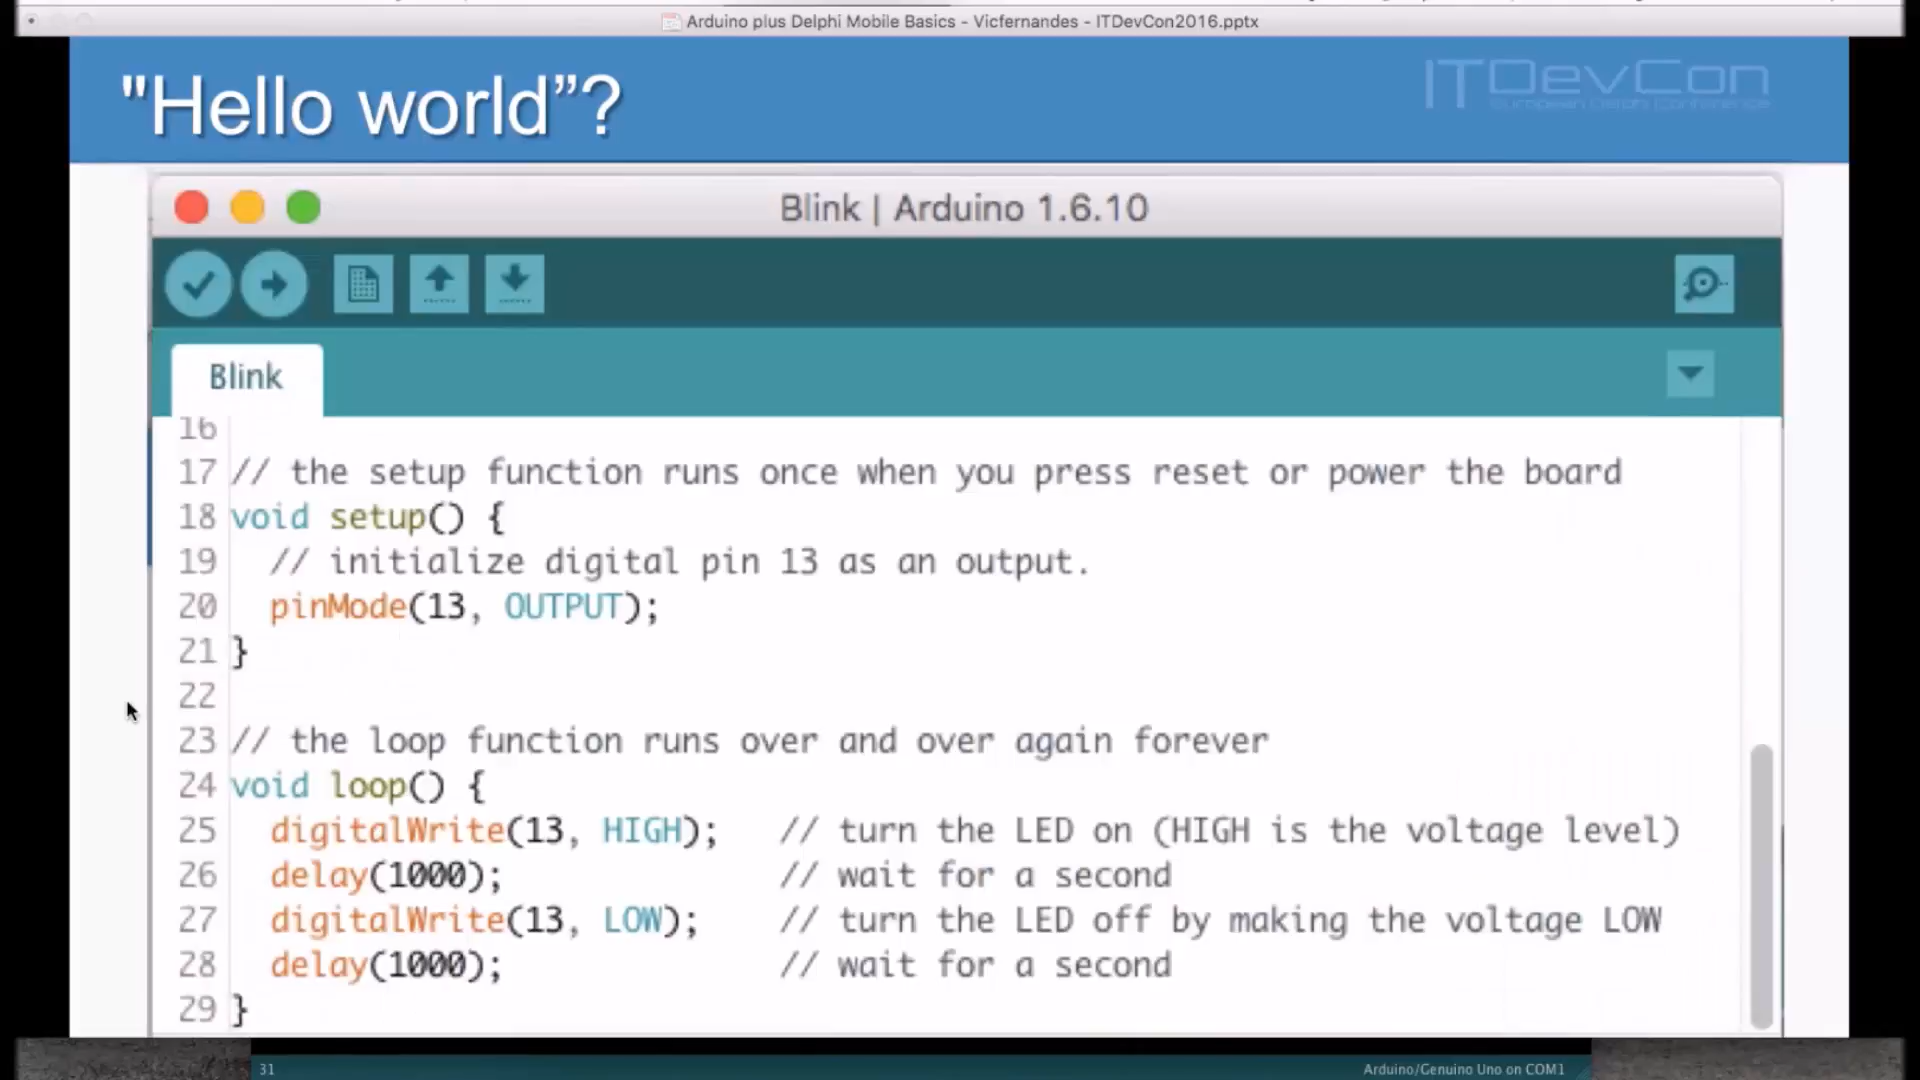 Arduino plus Delphi Mobile Basics - Vicfernandes - ITDevCon2016.pptx
"Hello world”?
ITDevCon
European Delphi Conference
Blink | Arduino 1.6.10
Blink
16
17 // the setup function runs once when you press reset or power the board
18 void setup() {
19   // initialize digital pin 13 as an output.
20   pinMode(13, OUTPUT);
21 }
22
23 // the loop function runs over and over again forever
24 void loop() {
25   digitalWrite(13, HIGH);   // turn the LED on (HIGH is the voltage level)
26   delay(1000);              // wait for a second
27   digitalWrite(13, LOW);    // turn the LED off by making the voltage LOW
28   delay(1000);              // wait for a second
29 }
31 Arduino/Genuino Uno on COM1